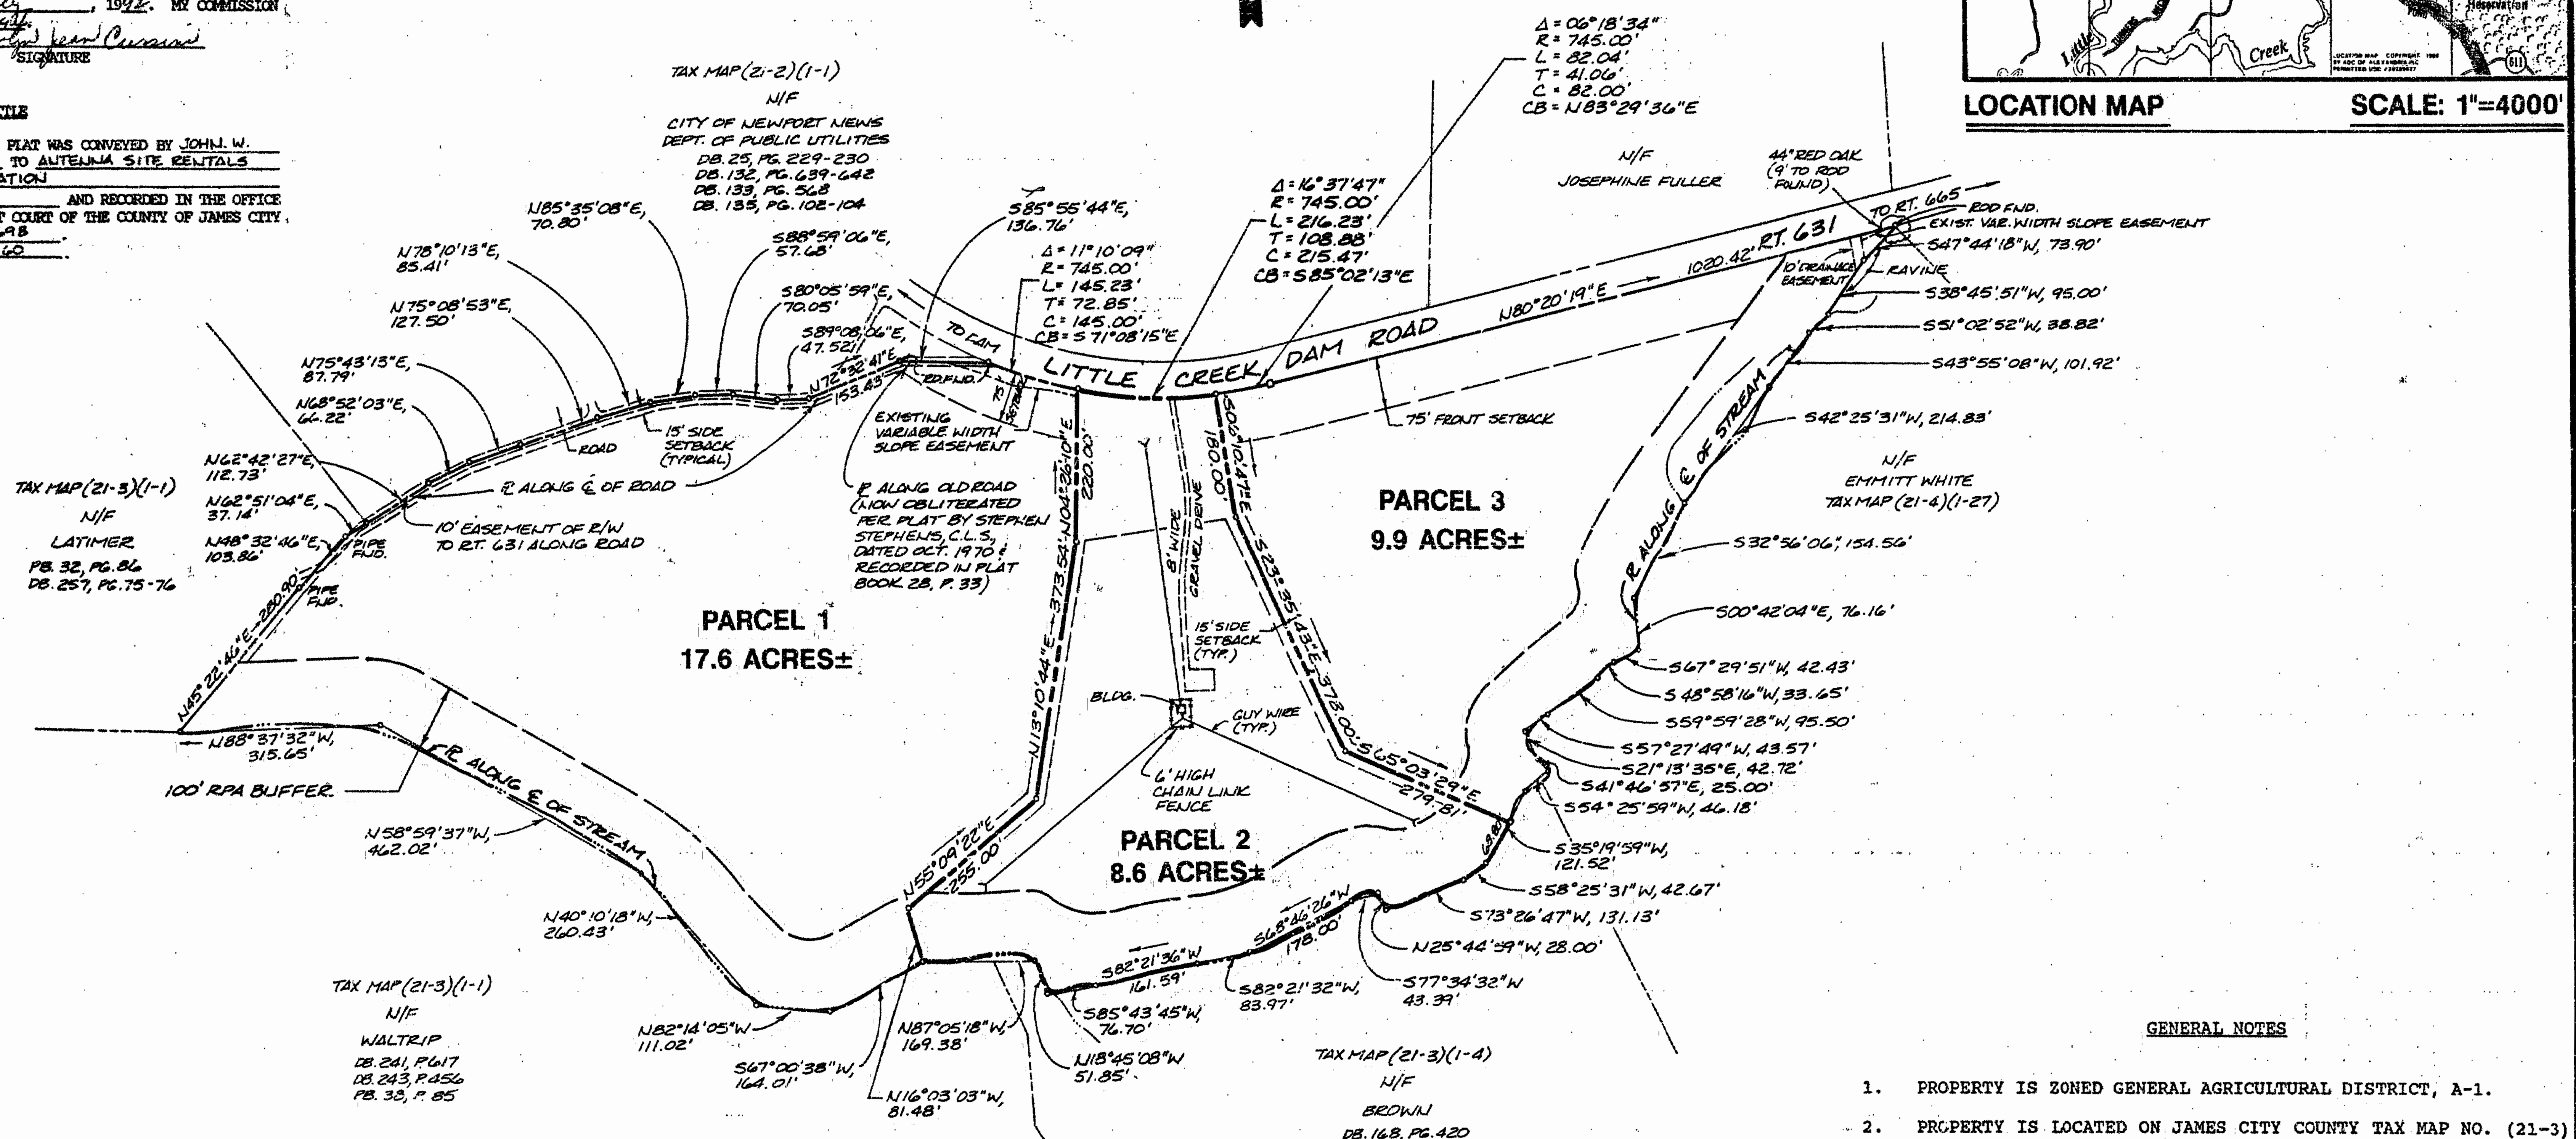 , 1992. MY COMMISSION
Jean Cussini
SIGNATURE
PLAT WAS CONVEYED BY JOHN. W.
TO ANTENNA SITE RENTALS
AND RECORDED IN THE OFFICE
COURT OF THE COUNTY OF JAMES CITY
Little
Creek
Reservation
611
LOCATION MAP SCALE: 1"=4000'
TAX MAP (21-2)(1-1)
N/F
CITY OF NEWPORT NEWS
DEPT. OF PUBLIC UTILITIES
DB. 25, PG. 229-230
DB. 132, PG. 639-642
DB. 133, PG. 568
DB. 135, PG. 102-104
Δ = 06°18'34"
R = 745.00'
L = 82.04'
T = 41.06'
C = 82.00'
CB = N83°29'36"E
Δ = 16°37'47"
R = 745.00'
L = 216.23'
T = 108.88'
C = 215.47'
CB = S85°02'13"E
Δ = 11°10'09"
R = 745.00'
L = 145.23'
T = 72.85'
C = 145.00'
CB = S71°08'15"E
N/F
JOSEPHINE FULLER
44" RED OAK
(9' TO ROD
FOUND)
TO RT. 665
ROD FND.
EXIST. VAR. WIDTH SLOPE EASEMENT
S47°44'18"W, 73.90'
RAVINE
10' DRAINAGE
EASEMENT
S38°45'51"W, 95.00'
S51°02'52"W, 38.82'
S43°55'08"W, 101.92'
S42°25'31"W, 214.83'
N/F
EMMITT WHITE
TAX MAP (21-4)(1-27)
S32°56'06", 154.56'
S00°42'04"E, 76.16'
S67°29'51"W, 42.43'
S48°58'16"W, 33.65'
S59°59'28"W, 95.50'
S57°27'49"W, 43.57'
S21°13'35"E, 42.72'
S41°46'57"E, 25.00'
S54°25'59"W, 46.18'
S35°19'59"W,
121.52'
69.80'
S58°25'31"W, 42.67'
S73°26'47"W, 131.13'
N25°44'59"W, 28.00'
S77°34'32"W
43.39'
S68°46'26"W
178.00'
S82°21'32"W,
83.97'
S82°21'36"W
161.59'
S85°43'45"W,
76.70'
N18°45'08"W
51.85'
N87°05'18"W,
169.38'
N16°03'03"W,
81.48'
S67°00'38"W,
164.01'
N82°14'05"W
111.02'
N40°10'18"W,
260.43'
N58°59'37"W,
462.02'
N88°37'32"W,
315.65'
100' RPA BUFFER
℄ ALONG ℄ OF STREAM
N45°22'46"E - 280.90'
PIPE
FND.
PIPE
FND.
N48°32'46"E,
103.86'
N62°51'04"E,
37.14'
N62°42'27"E,
112.73'
N68°52'03"E,
66.22'
N75°43'13"E,
87.79'
N75°08'53"E,
127.50'
N78°10'13"E,
85.41'
N85°35'08"E,
70.80'
S88°59'06"E,
57.68'
S80°05'59"E,
70.05'
S89°08'06"E,
47.52'
N72°32'41"E
153.43'
S85°55'44"E,
136.76'
RD. FND.
TO DAM
75'
SETBACK
LITTLE CREEK DAM ROAD
RT. 631
1020.42'
N80°20'19"E
75' FRONT SETBACK
ROAD
15' SIDE
SETBACK
(TYPICAL)
℄ ALONG ℄ OF ROAD
10' EASEMENT OF R/W
TO RT. 631 ALONG ROAD
EXISTING
VARIABLE WIDTH
SLOPE EASEMENT
℄ ALONG OLD ROAD
(NOW OBLITERATED
PER PLAT BY STEPHEN
STEPHENS, C.L.S.,
DATED OCT. 1970 &
RECORDED IN PLAT
BOOK 28, P. 33)
TAX MAP (21-3)(1-1)
N/F
LATIMER
PB. 32, PG. 86
DB. 257, PG. 75-76
PARCEL 1
17.6 ACRES±
N04°26'10"E
220.00'
N13°10'44"E - 373.54'
N55°09'22"E
255.00'
8' WIDE
GRAVEL DRIVE
15' SIDE
SETBACK
(TYP.)
BLDG.
GUY WIRE
(TYP.)
6' HIGH
CHAIN LINK
FENCE
S06°10'47"E
180.00'
S23°35'43"E 378.00'
S65°03'29"E
279.81'
PARCEL 2
8.6 ACRES±
PARCEL 3
9.9 ACRES±
℄ ALONG ℄ OF STREAM
TAX MAP (21-3)(1-1)
N/F
WALTRIP
DB. 241, P. 617
DB. 243, P. 456
PB. 38, P. 85
TAX MAP (21-3)(1-4)
N/F
BROWN
DB. 168, PG. 420
GENERAL NOTES
1. PROPERTY IS ZONED GENERAL AGRICULTURAL DISTRICT, A-1.
2. PROPERTY IS LOCATED ON JAMES CITY COUNTY TAX MAP NO. (21-3)